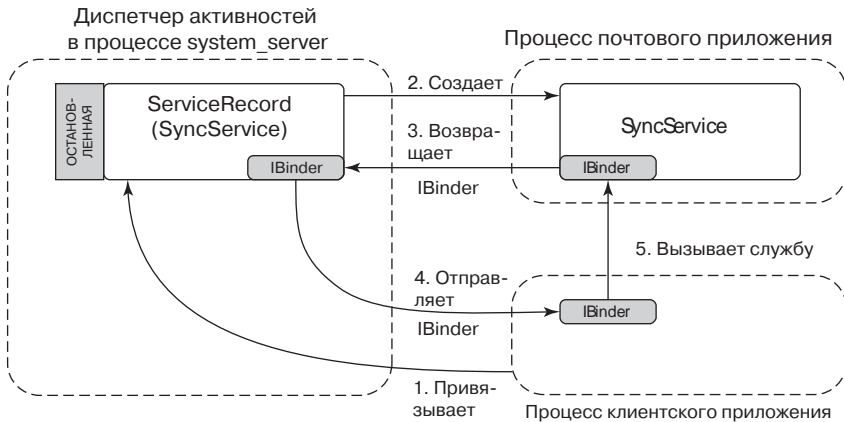 Диспетчер активностей
в процессе system_server
Процесс почтового приложения
ОСТАНОВ-
ЛЕННАЯ
ServiceRecord
(SyncService)
IBinder
2. Создает
3. Возвра-
щает
IBinder
SyncService
IBinder
5. Вызывает службу
4. Отправ-
ляет
IBinder
IBinder
1. Привя-
зывает
Процесс клиентского приложения